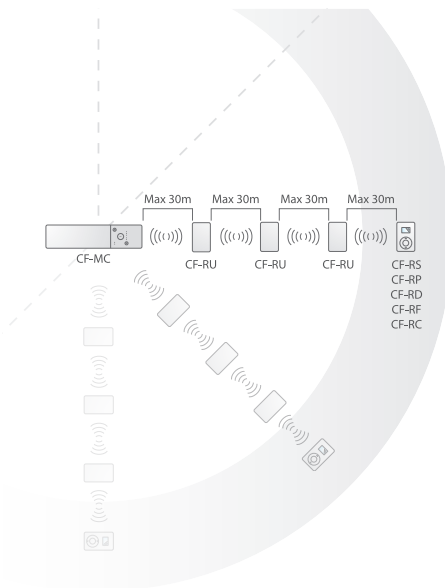 Max 30m Max 30m Max 30m Max 30m
CF-MC
CF-RU CF-RU CF-RU CF-RS
CF-RP
CF-RD
CF-RF
CF-RC